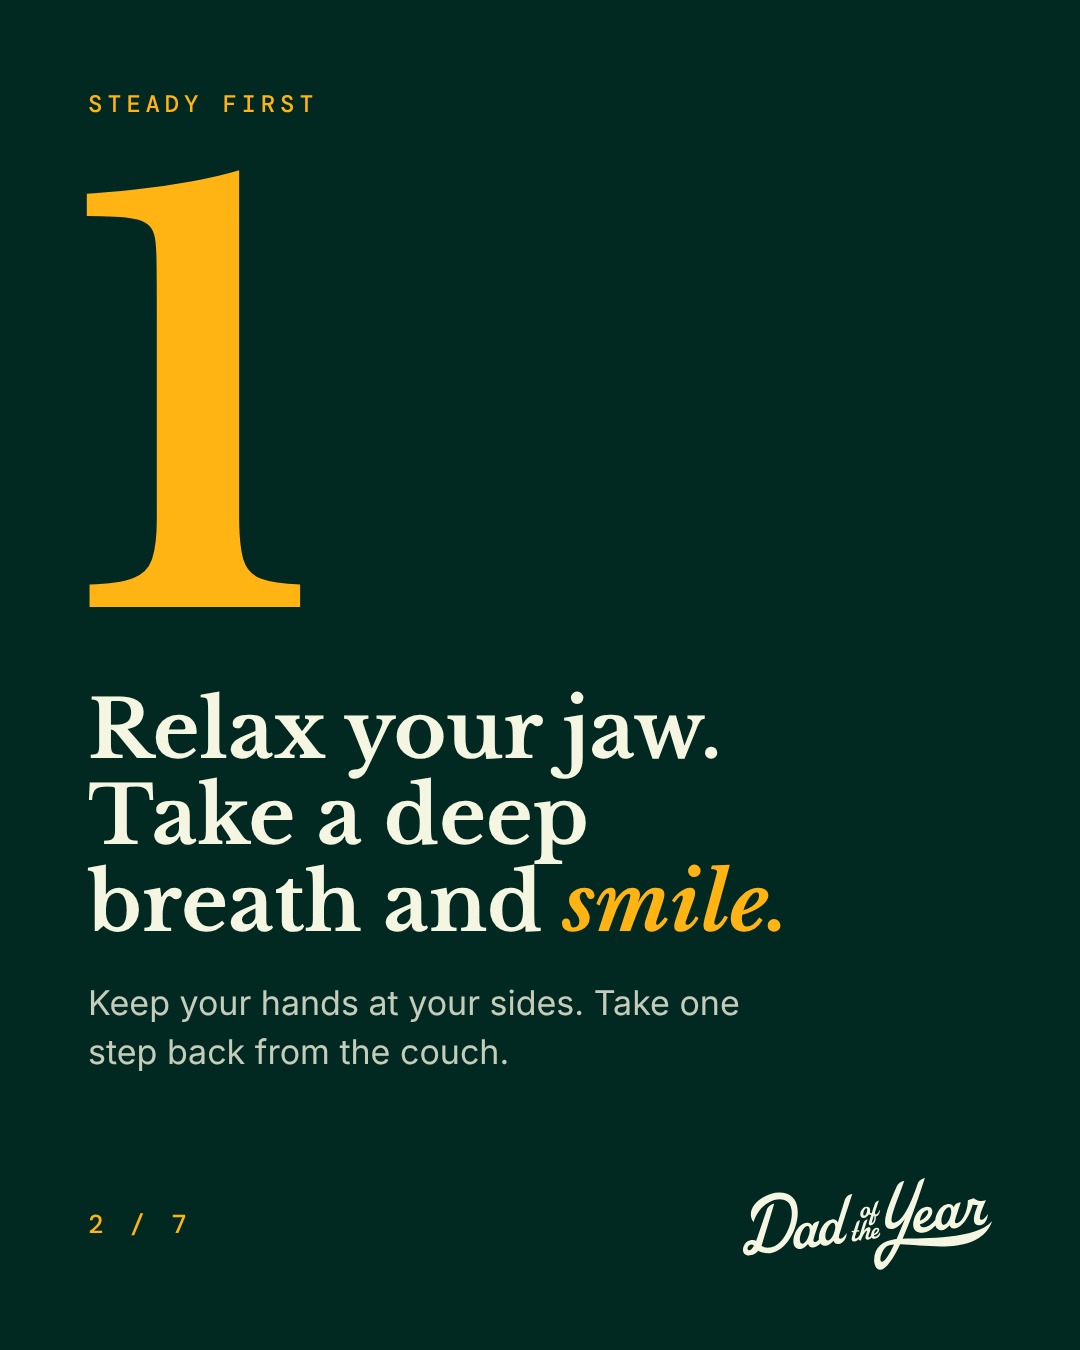 STEADY FIRST
1
Relax your jaw.
Take a deep
breath and smile.
Keep your hands at your sides. Take one
step back from the couch.
2 / 7
Dad of the Year